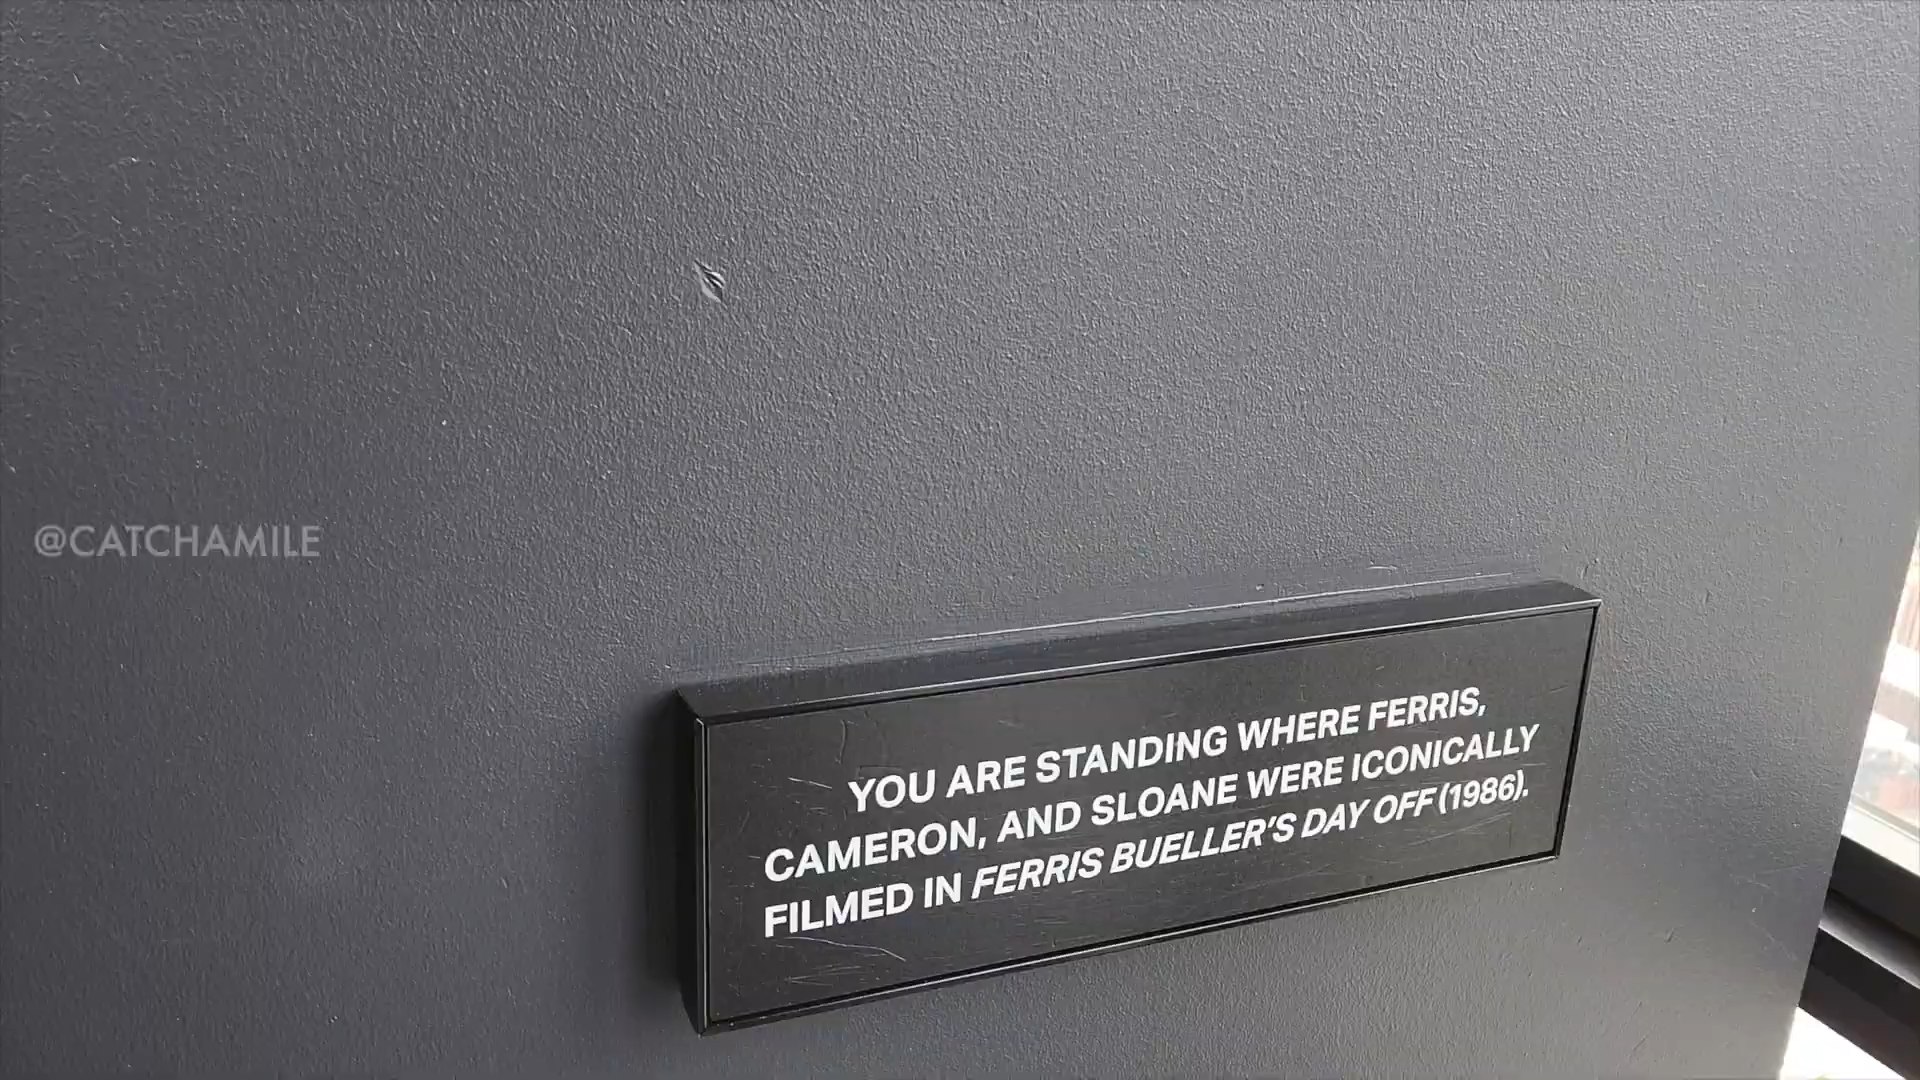 @CATCHAMILE
YOU ARE STANDING WHERE FERRIS,
CAMERON, AND SLOANE WERE ICONICALLY
FILMED IN FERRIS BUELLER'S DAY OFF (1986).